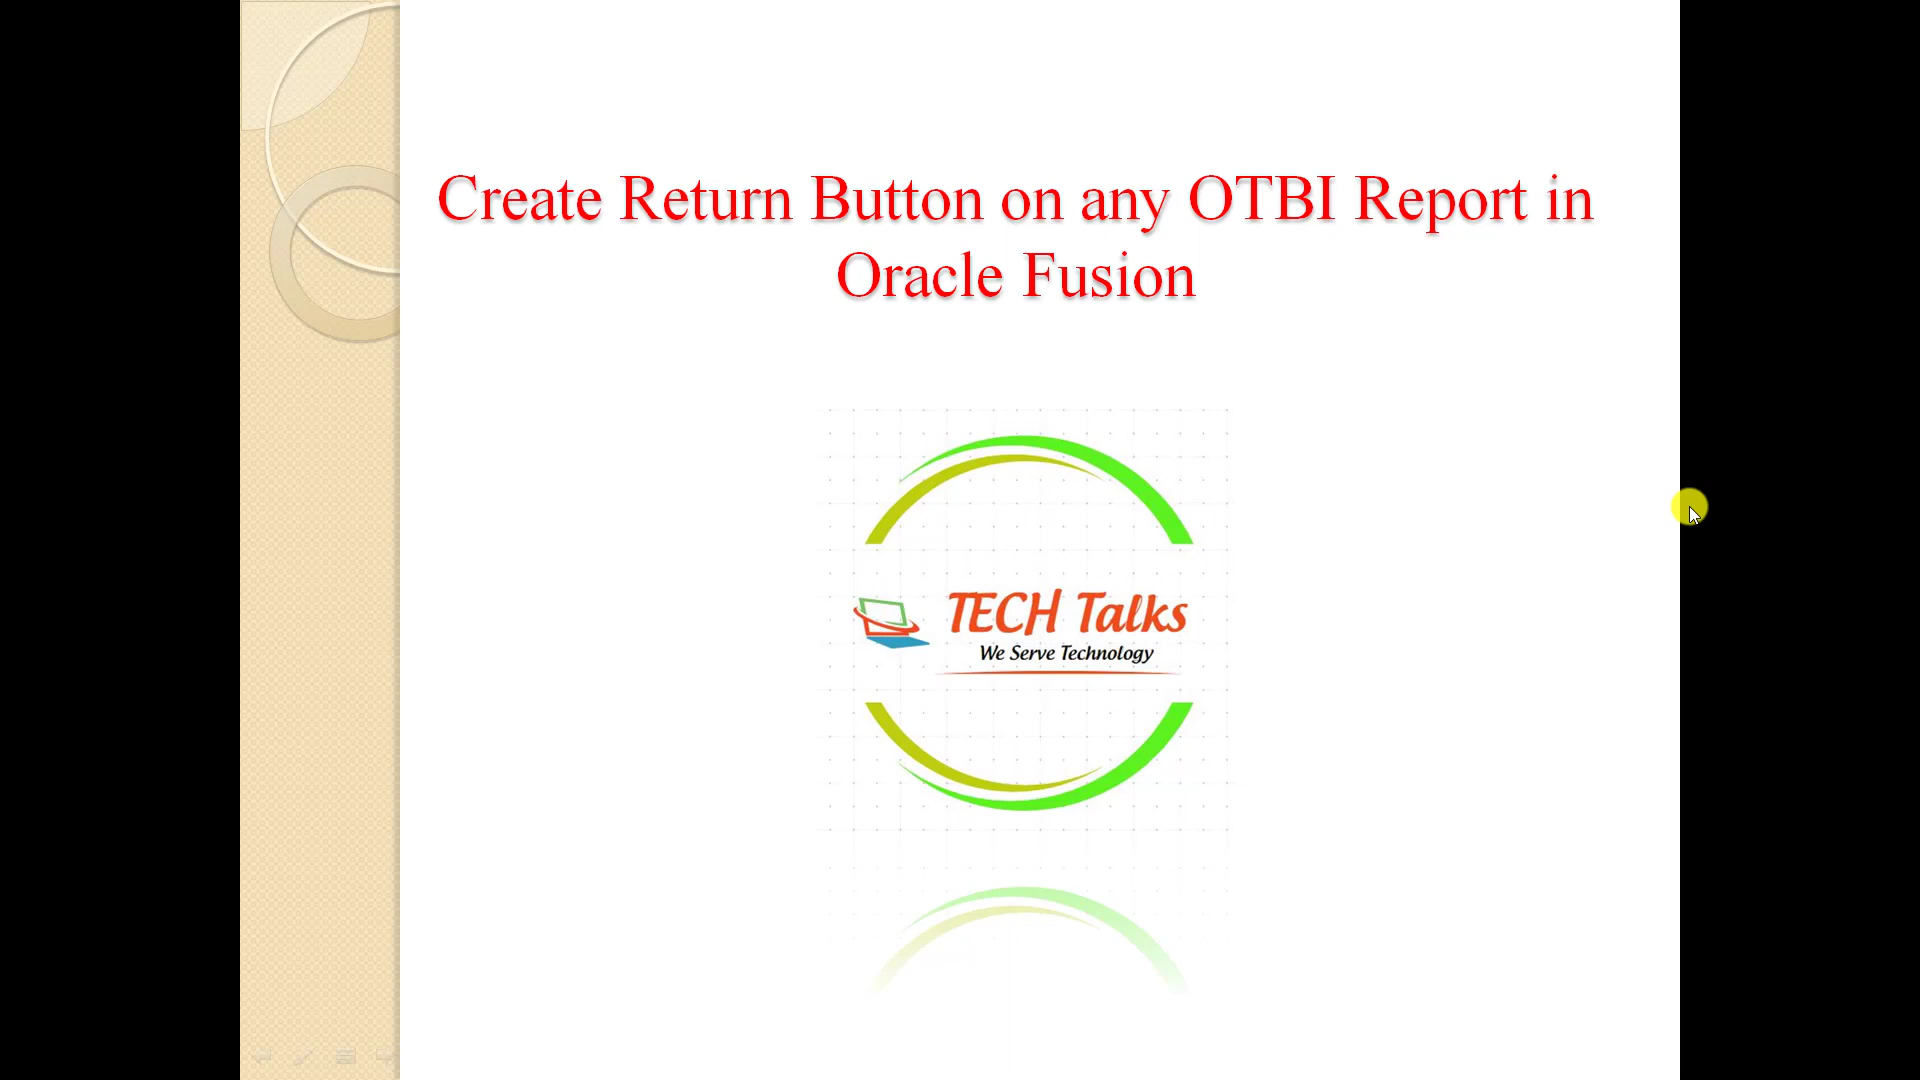 Create Return Button on any OTBI Report in
Oracle Fusion
TECH Talks
We Serve Technology